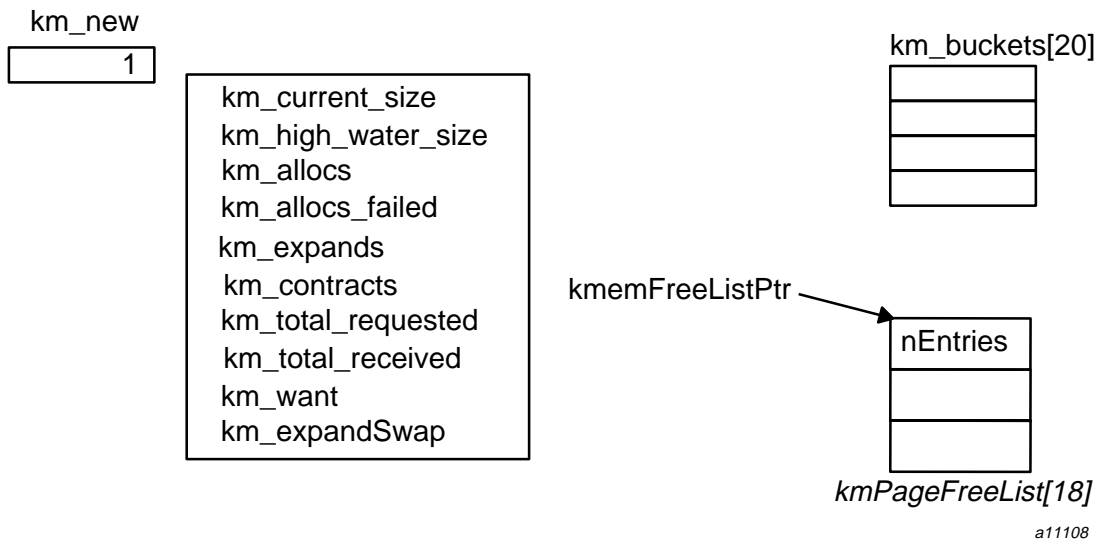 km_new
1
km_current_size
km_high_water_size
km_allocs
km_allocs_failed
km_expands
km_contracts
km_total_requested
km_total_received
km_want
km_expandSwap
km_buckets[20]
kmemFreeListPtr
nEntries
kmPageFreeList[18]
a11108